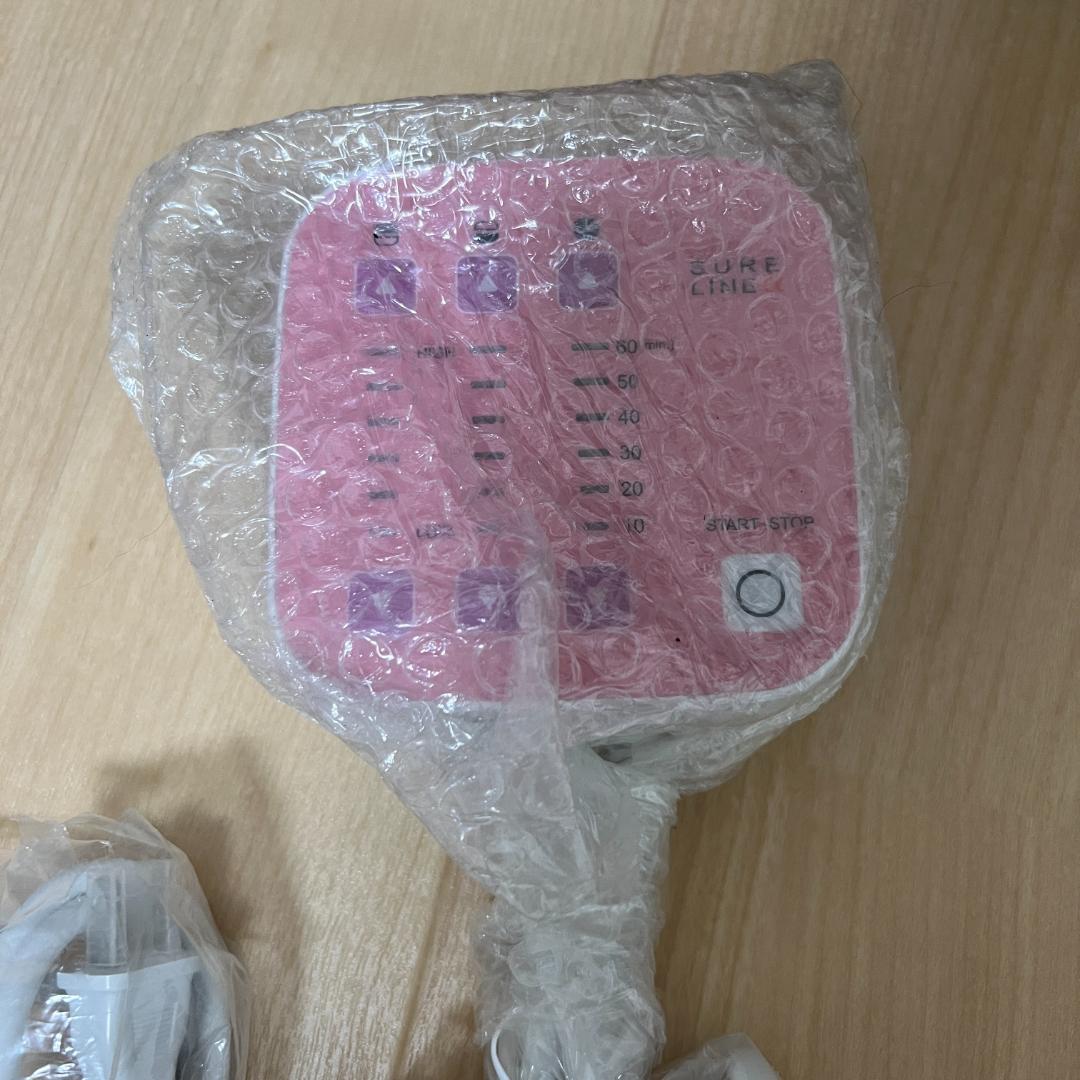 SURE
LINE
HIGH
60 min.)
50
40
30
20
10
LOW
START-STOP